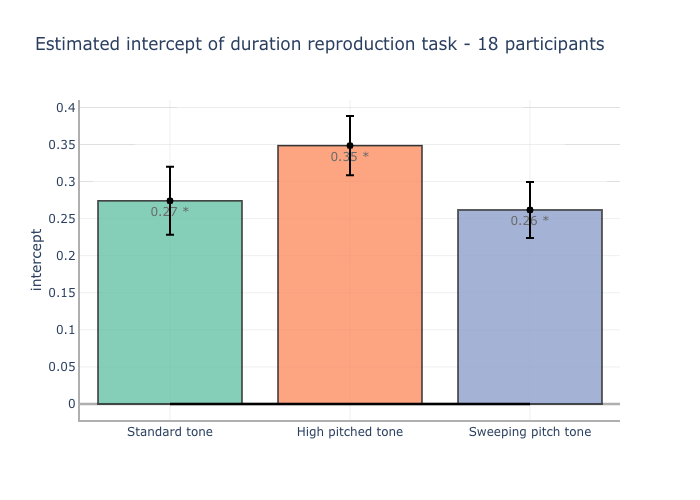 Estimated intercept of duration reproduction task - 18 participants
0.4
0.35
0.3
0.25
0.2
0.15
0.1
0.05
0
intercept
0.27 *
0.35 *
0.26 *
Standard tone
High pitched tone
Sweeping pitch tone